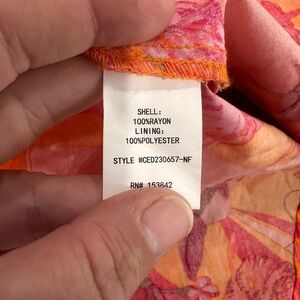 SHELL:
100%RAYON
LINING:
100%POLYESTER
STYLE #CED230657-NF
RN# 153842